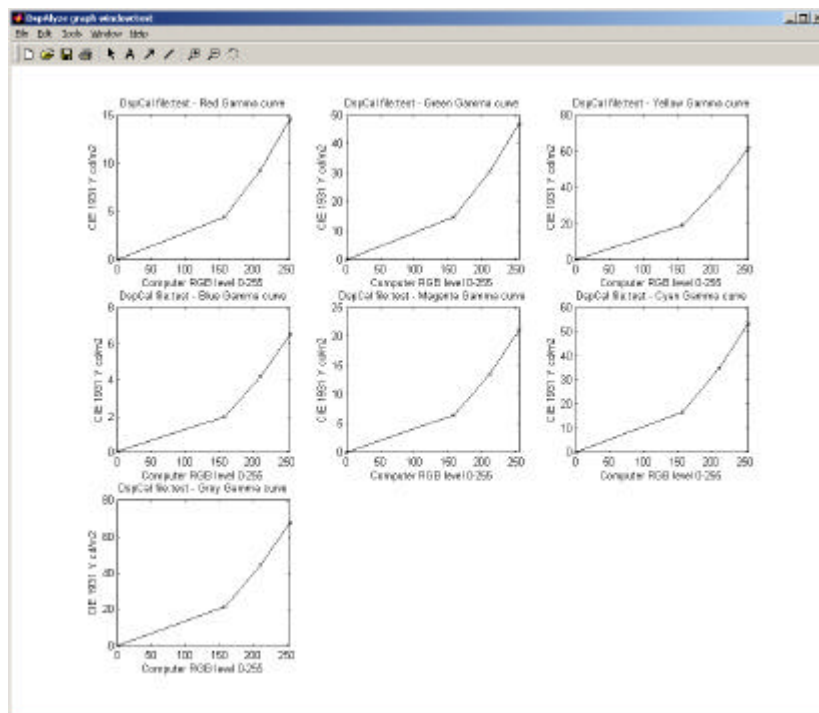 DspAlyze graph window:test
File Edit Tools Window Help
DspCal file:test - Red Gamma curve
CIE 1931 Y cd/m2
15
10
5
0
0 50 100 150 200 250
Computer RGB level 0-255
DspCal file:test - Green Gamma curve
CIE 1931 Y cd/m2
50
40
30
20
10
0
0 50 100 150 200 250
Computer RGB level 0-255
DspCal file:test - Yellow Gamma curve
CIE 1931 Y cd/m2
80
60
40
20
0
0 50 100 150 200 250
Computer RGB level 0-255
DspCal file:test - Blue Gamma curve
CIE 1931 Y cd/m2
8
6
4
2
0
0 50 100 150 200 250
Computer RGB level 0-255
DspCal file:test - Magenta Gamma curve
CIE 1931 Y cd/m2
25
20
15
10
5
0
0 50 100 150 200 250
Computer RGB level 0-255
DspCal file:test - Cyan Gamma curve
CIE 1931 Y cd/m2
60
50
40
30
20
10
0
0 50 100 150 200 250
Computer RGB level 0-255
DspCal file:test - Gray Gamma curve
CIE 1931 Y cd/m2
80
60
40
20
0
0 50 100 150 200 250
Computer RGB level 0-255